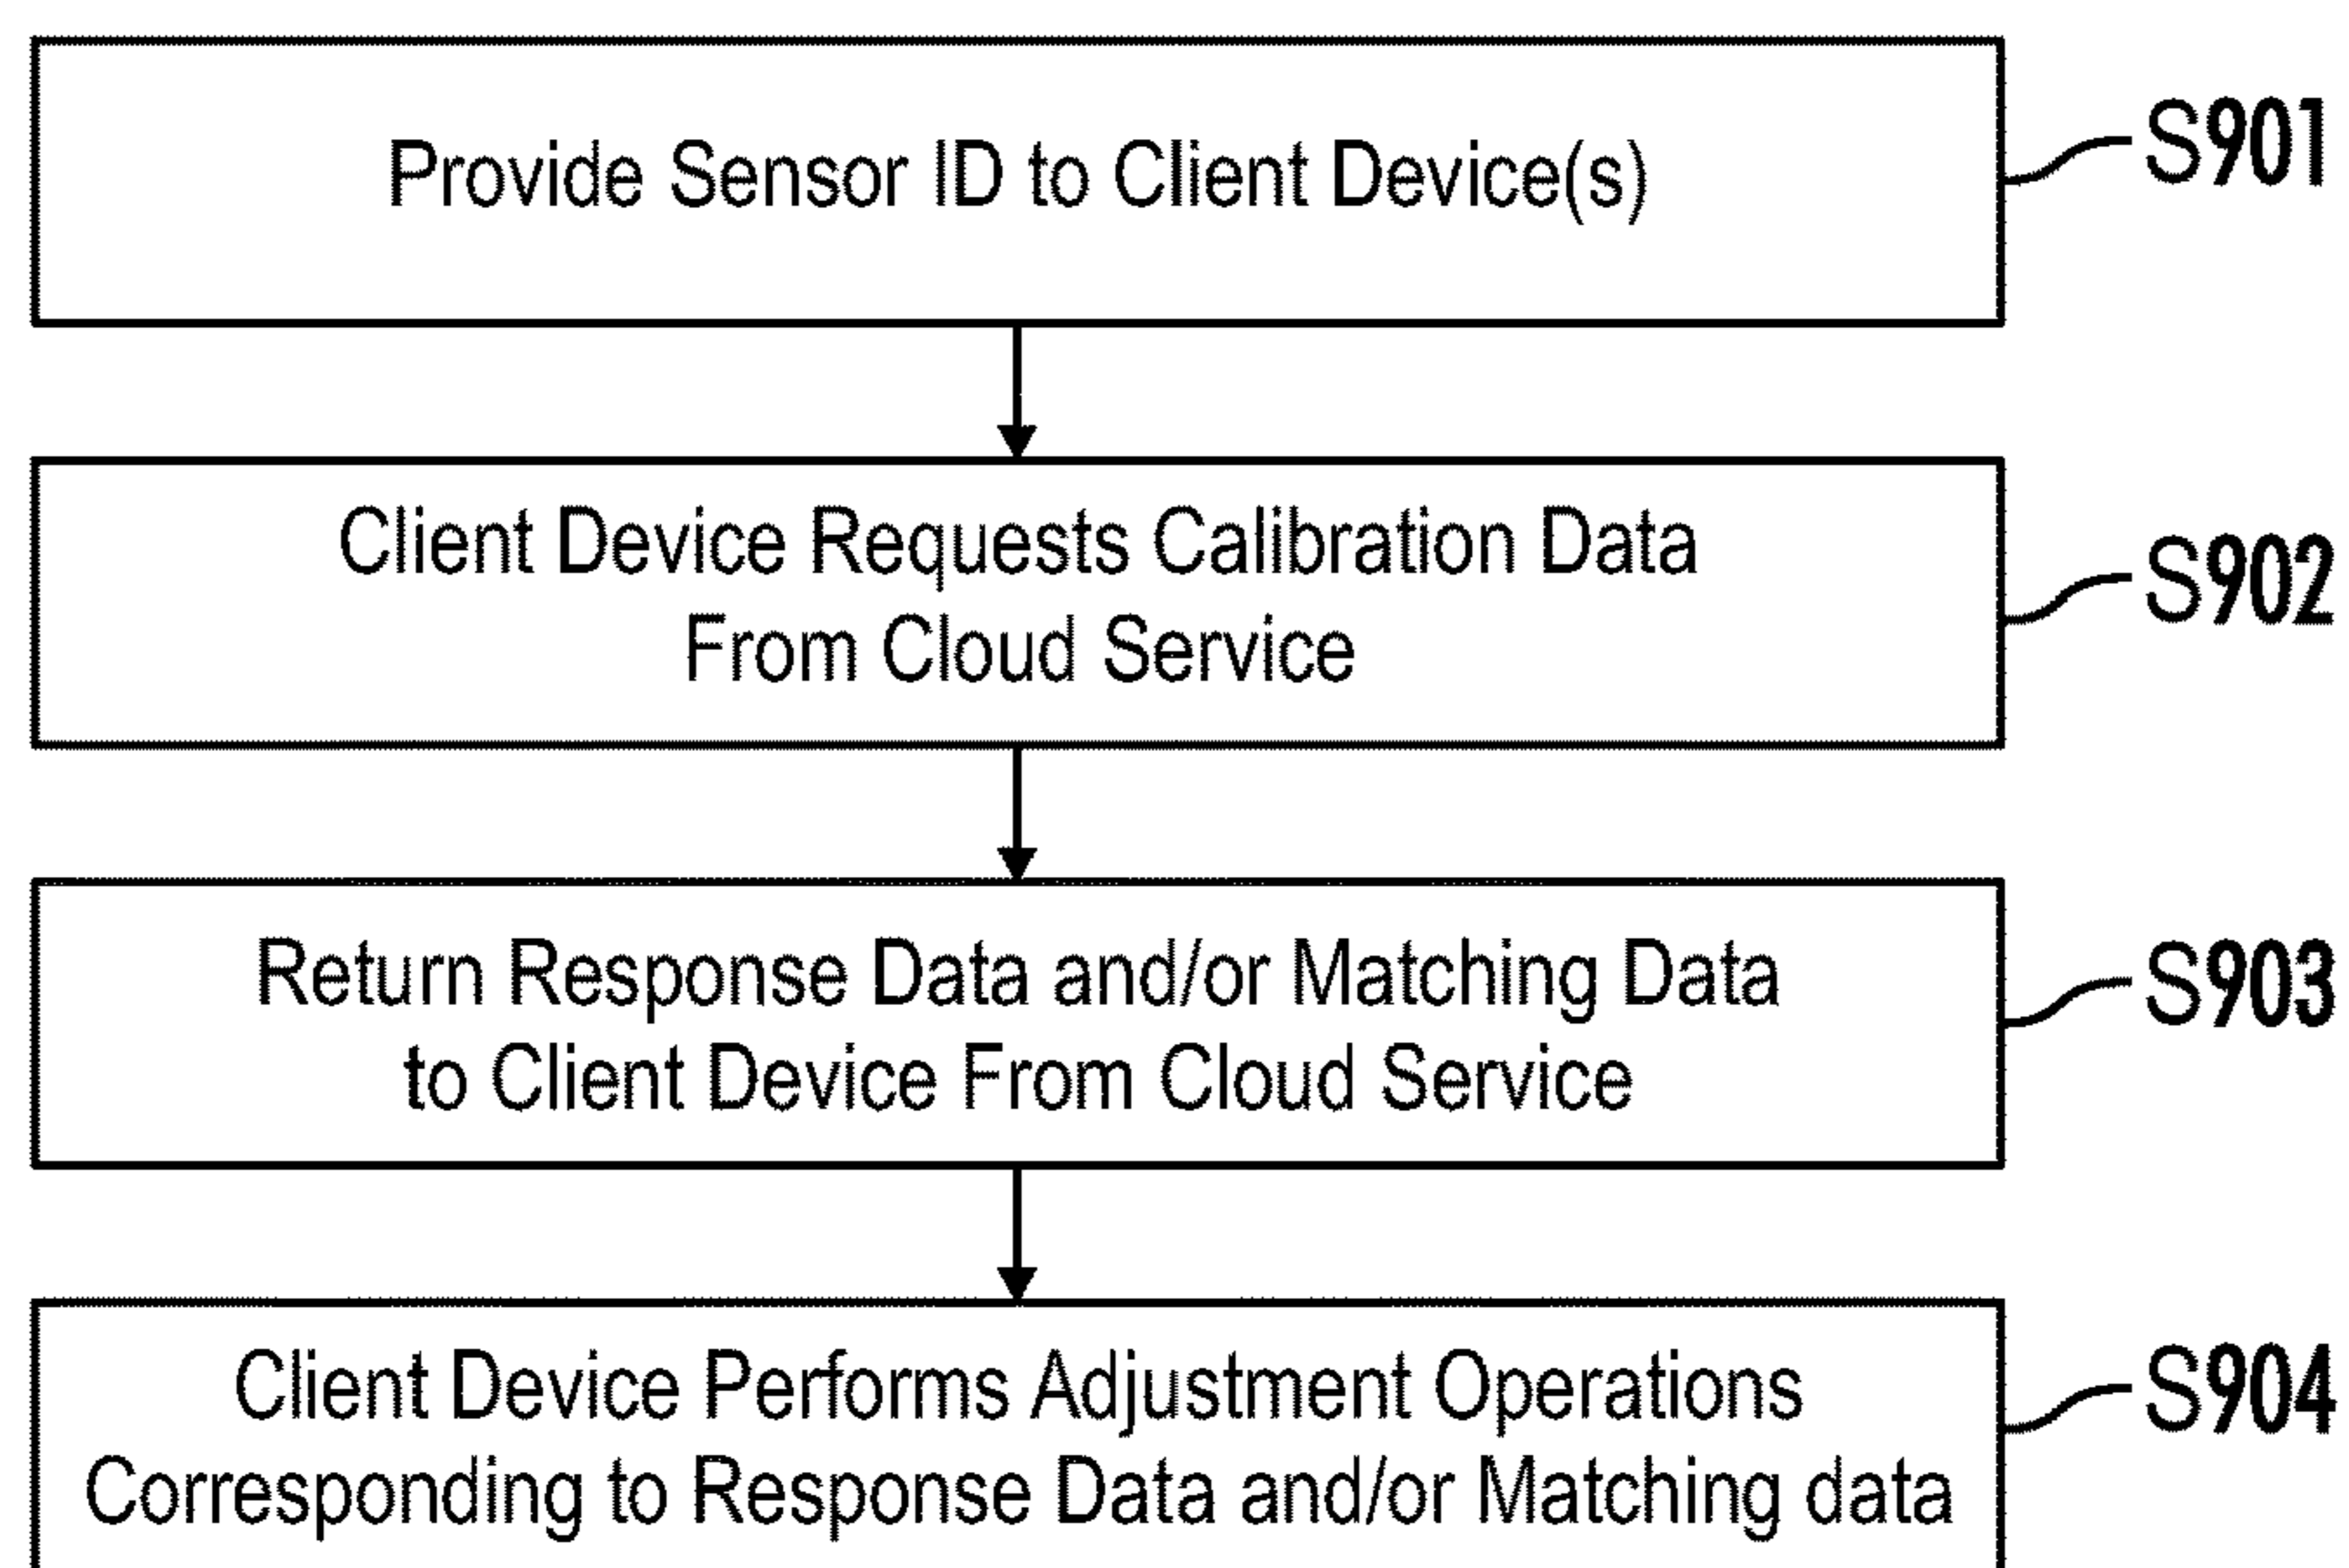 Provide Sensor ID to Client Device(s)
S901
Client Device Requests Calibration Data
From Cloud Service
S902
Return Response Data and/or Matching Data
to Client Device From Cloud Service
S903
Client Device Performs Adjustment Operations
Corresponding to Response Data and/or Matching data
S904